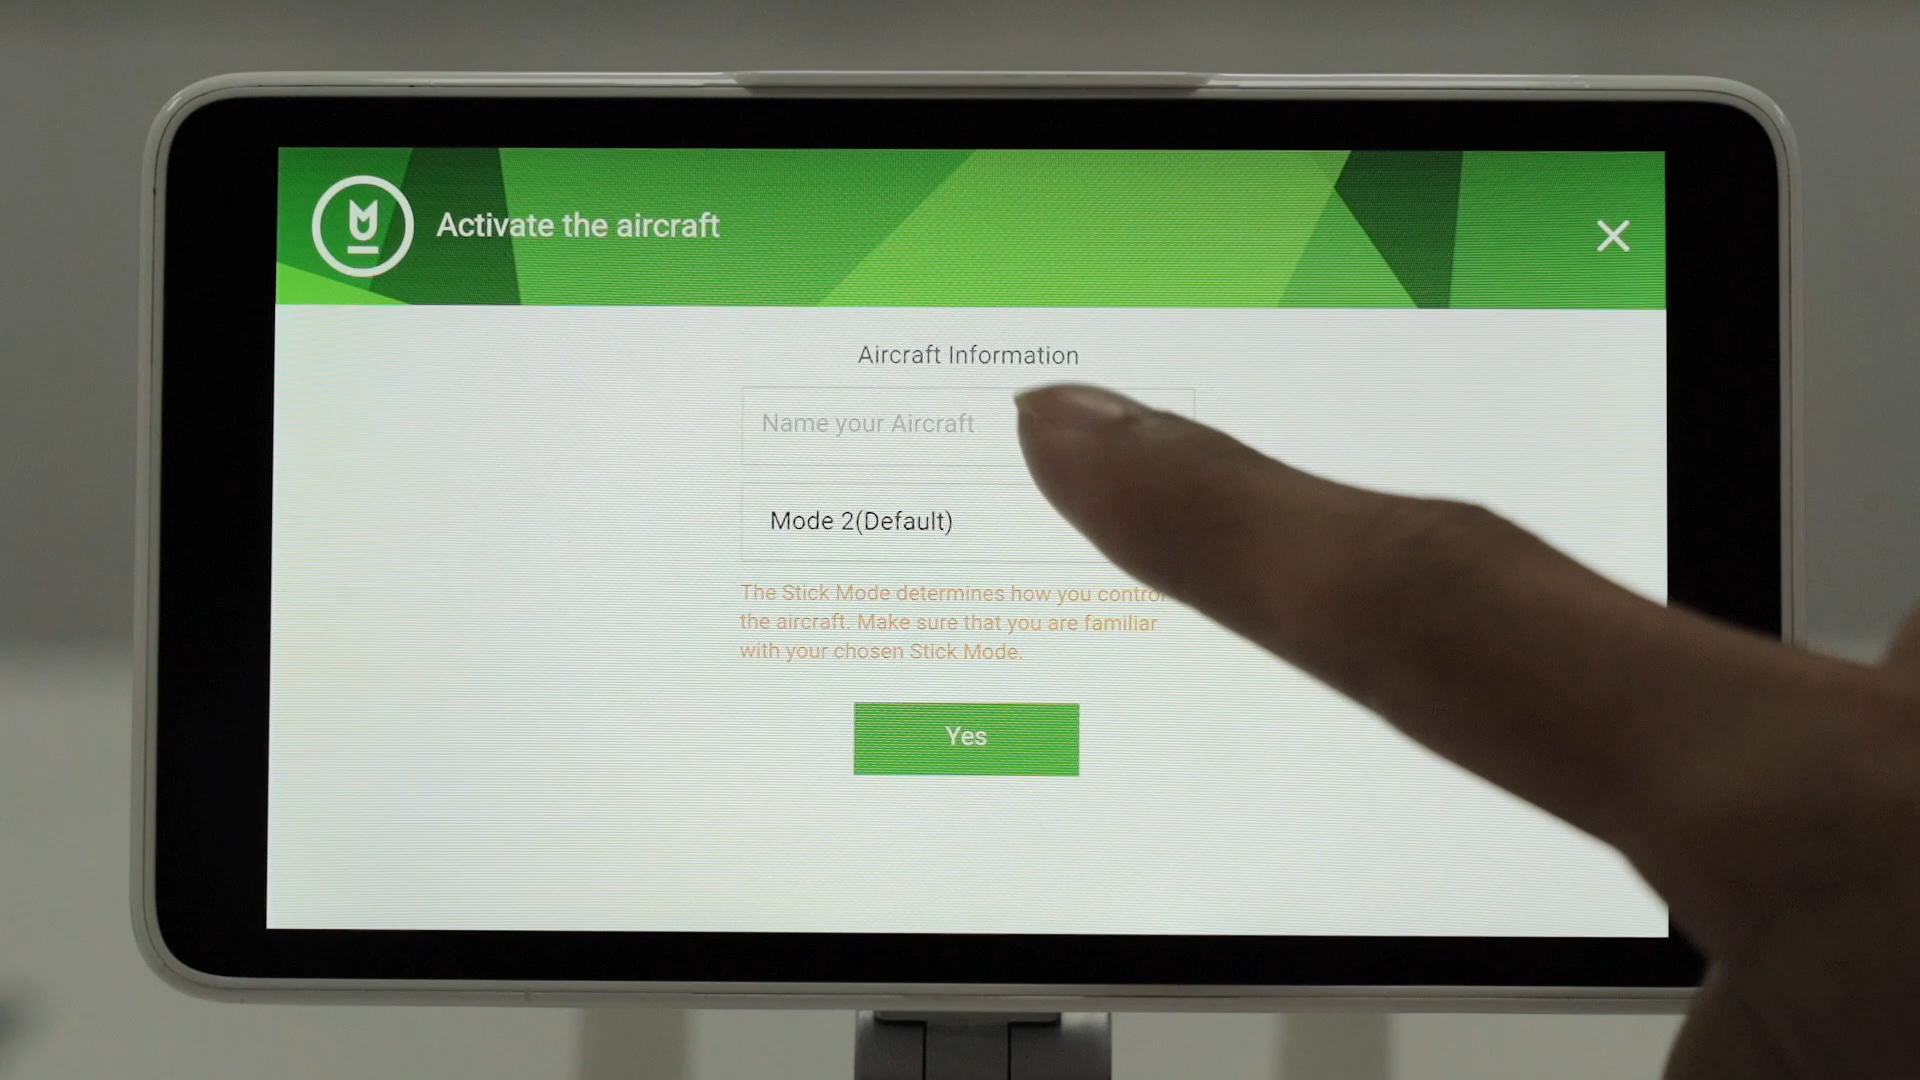 Activate the aircraft
Aircraft Information
Name your Aircraft
Mode 2(Default)
The Stick Mode determines how you control
the aircraft. Make sure that you are familiar
with your chosen Stick Mode.
Yes